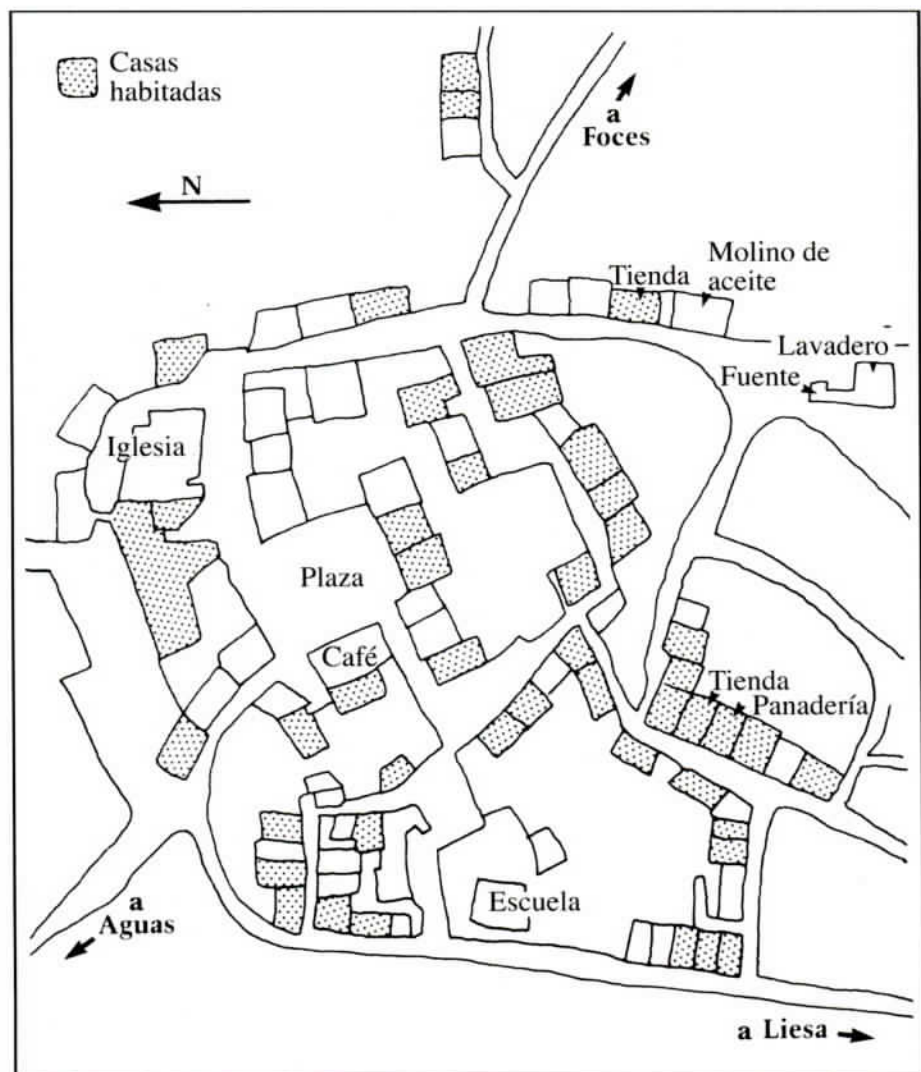 Casas
habitadas
a
Foces
N
Tienda
Molino de
aceite
Lavadero
Fuente
Iglesia
Plaza
Café
Tienda
Panadería
Escuela
a
Aguas
a Liesa